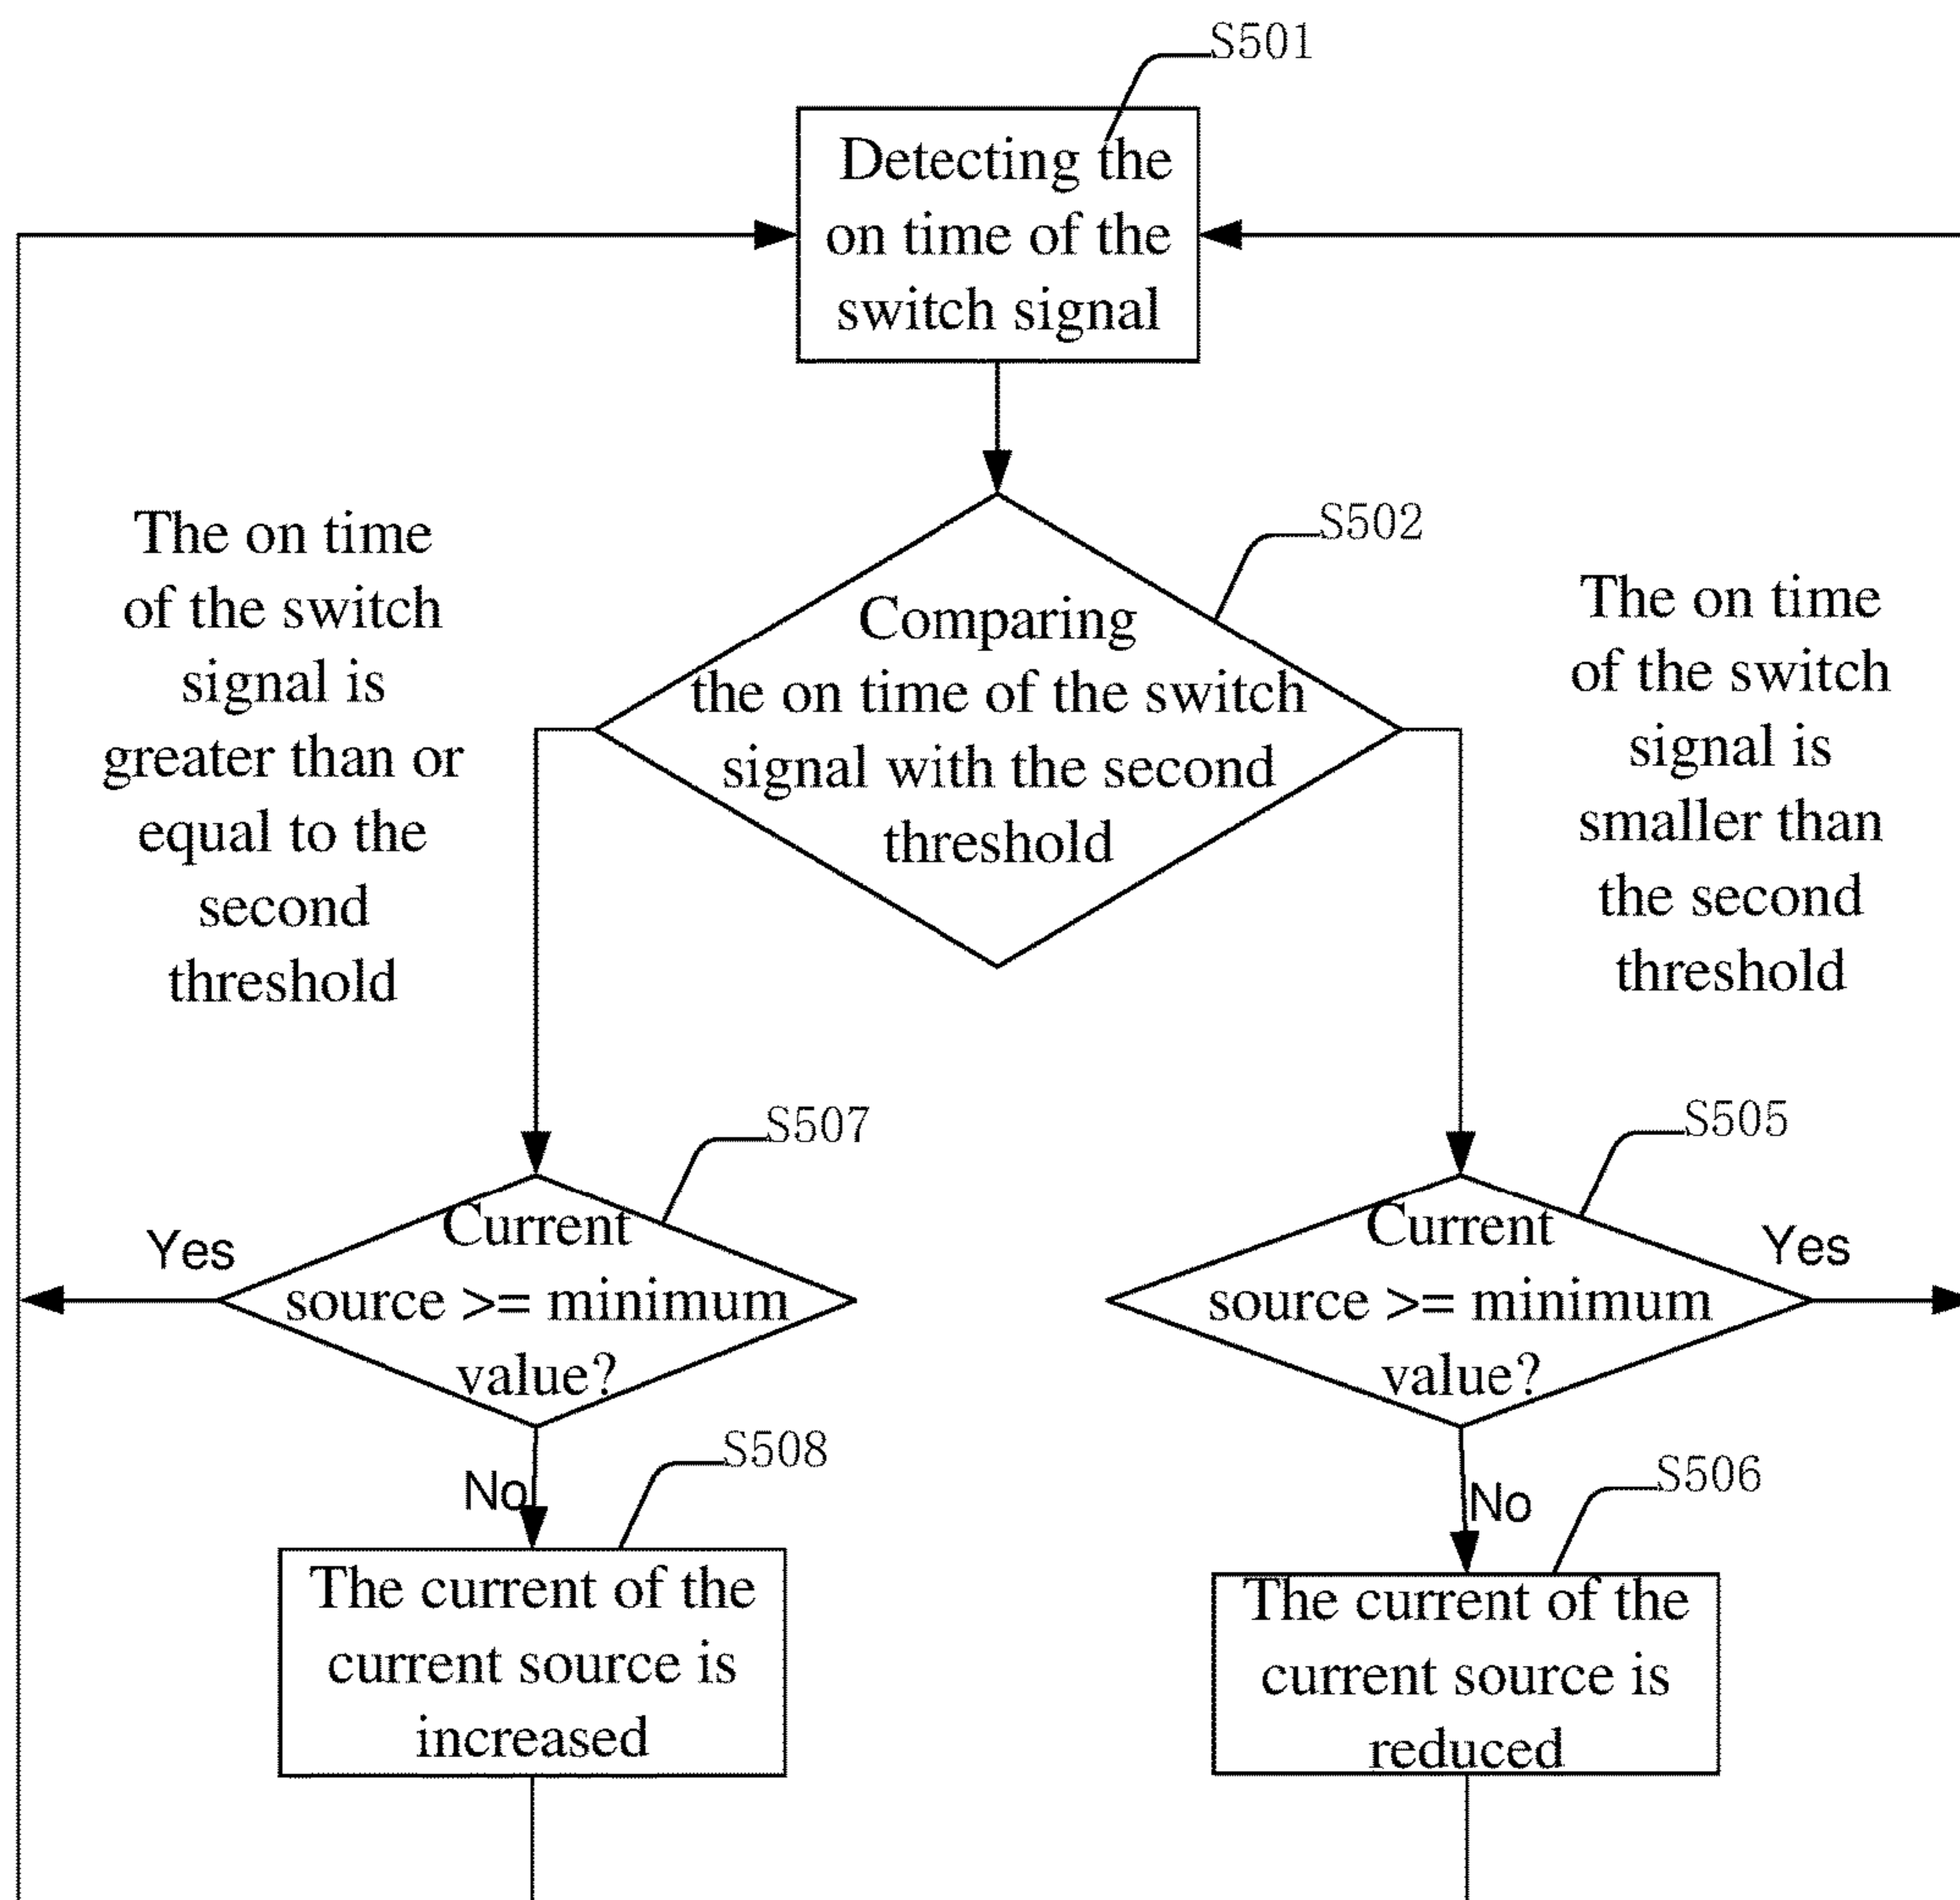 S501
Detecting the
on time of the
switch signal
S502
Comparing
the on time of the switch
signal with the second
threshold
The on time
of the switch
signal is
greater than or
equal to the
second
threshold
The on time
of the switch
signal is
smaller than
the second
threshold
S507
Current
source >= minimum
value?
Yes
No
S505
Current
source >= minimum
value?
Yes
No
S508
The current of the
current source is
increased
S506
The current of the
current source is
reduced